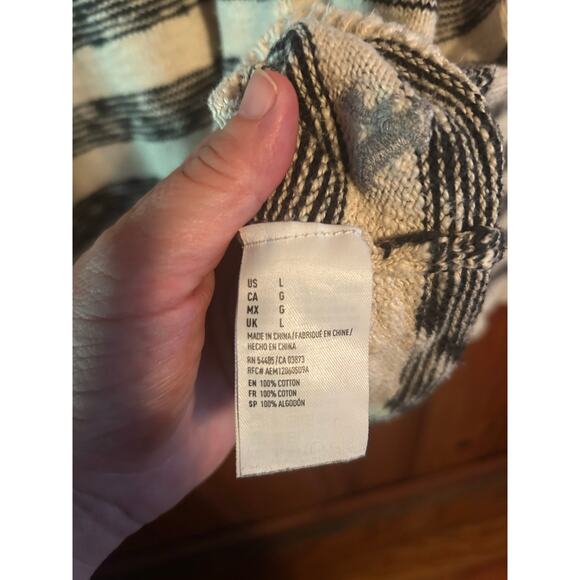 US L
CA G
MX G
UK L
MADE IN CHINA/FABRIQUÉ EN CHINE/
HECHO EN CHINA
RN 54485/CA 03873
RFC# AEM12060509A
EN 100% COTTON
FR 100% COTON
SP 100% ALGODÓN